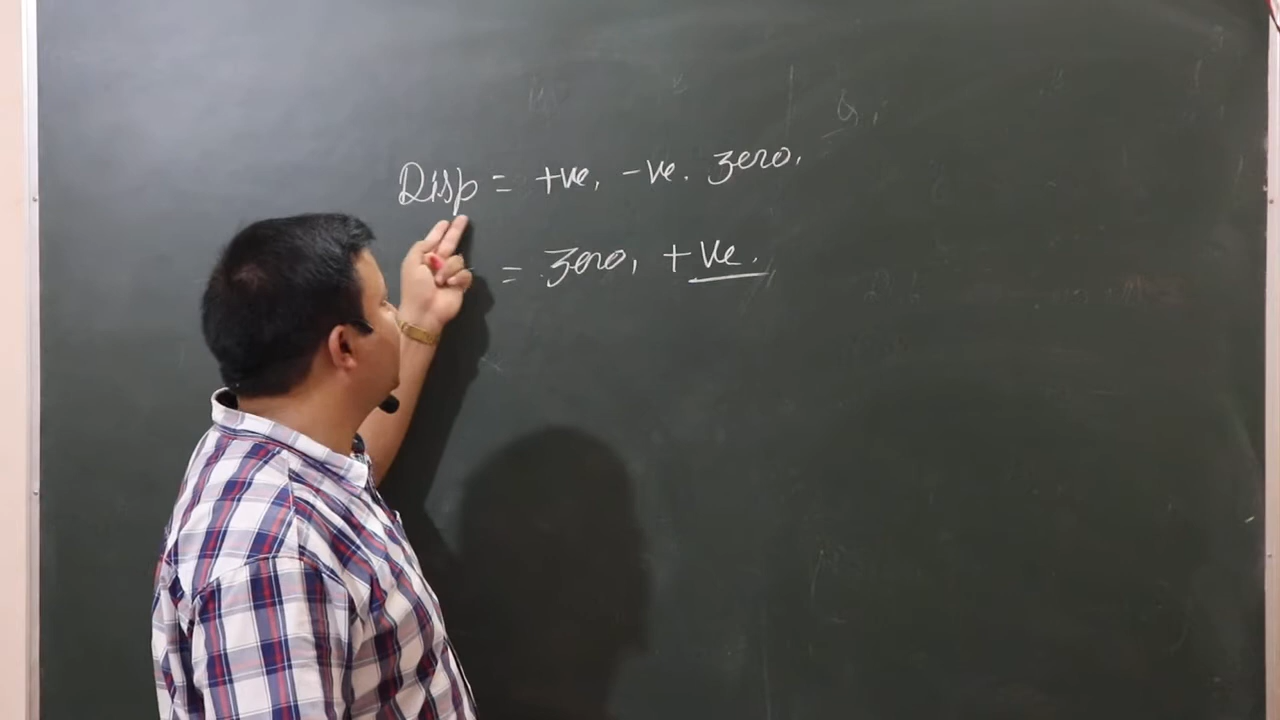 Disp = +ve, -ve. zero.
= zero, +ve.